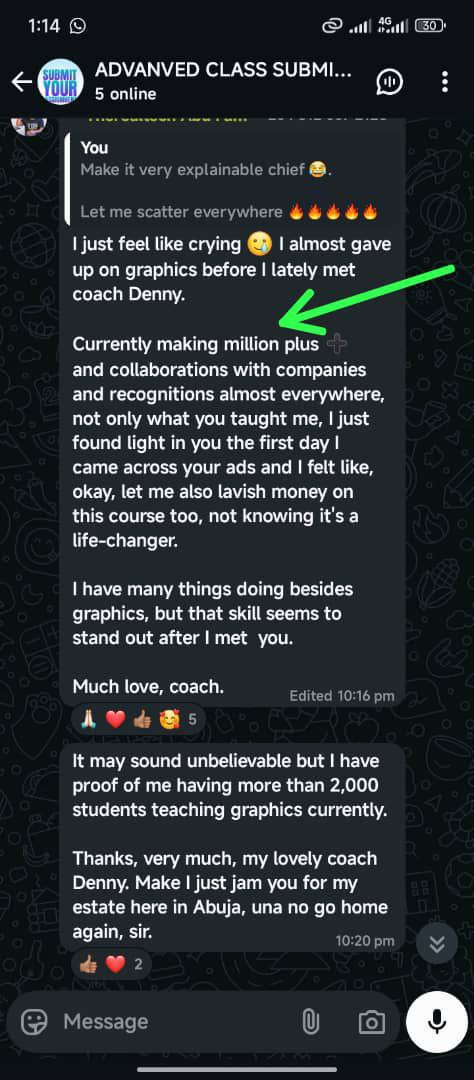 1:14
4G
30
SUBMIT
YOUR
ADVANVED CLASS SUBMI...
5 online
You
Make it very explainable chief 😂.
Let me scatter everywhere 🔥🔥🔥🔥🔥
I just feel like crying 🥲 I almost gave
up on graphics before I lately met
coach Denny.
Currently making million plus ➕
and collaborations with companies
and recognitions almost everywhere,
not only what you taught me, I just
found light in you the first day I
came across your ads and I felt like,
okay, let me also lavish money on
this course too, not knowing it's a
life-changer.
I have many things doing besides
graphics, but that skill seems to
stand out after I met you.
Much love, coach.
Edited 10:16 pm
🙏🏻 ❤️ 👍🏾 🥰 5
It may sound unbelievable but I have
proof of me having more than 2,000
students teaching graphics currently.
Thanks, very much, my lovely coach
Denny. Make I just jam you for my
estate here in Abuja, una no go home
again, sir.
10:20 pm
👍🏾 ❤️ 2
Message